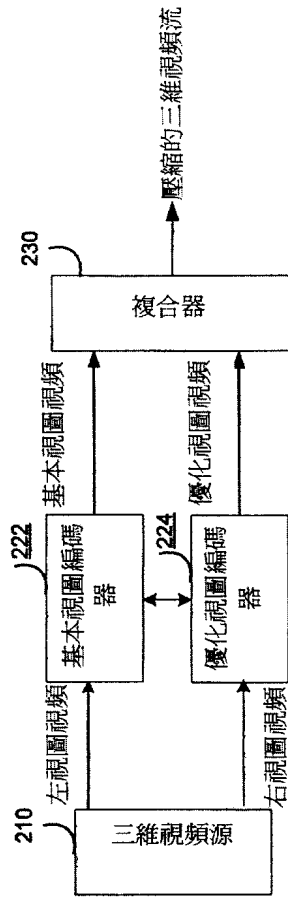 210
三維視頻源
左視圖視頻
右視圖視頻
222
基本視圖編碼
器
224
優化視圖編碼
器
基本視圖視頻
優化視圖視頻
230
複合器
壓縮的三維視頻流